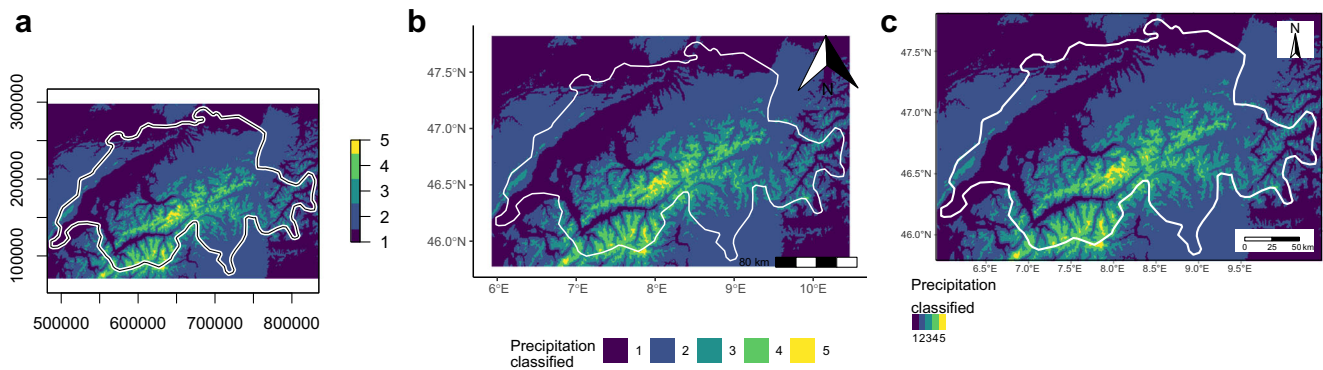 a
300000
200000
100000
500000
600000
700000
800000
5
4
3
2
1
b
47.5°N
47.0°N
46.5°N
46.0°N
6°E
7°E
8°E
9°E
10°E
N
80 km
Precipitation
classified
1
2
3
4
5
c
47.5°N
47.0°N
46.5°N
46.0°N
6.5°E
7.0°E
7.5°E
8.0°E
8.5°E
9.0°E
9.5°E
N
0 25 50 km
Precipitation
classified
12345